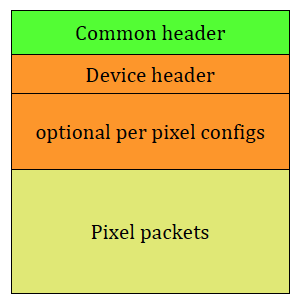 Common header
Device header
optional per pixel configs
Pixel packets